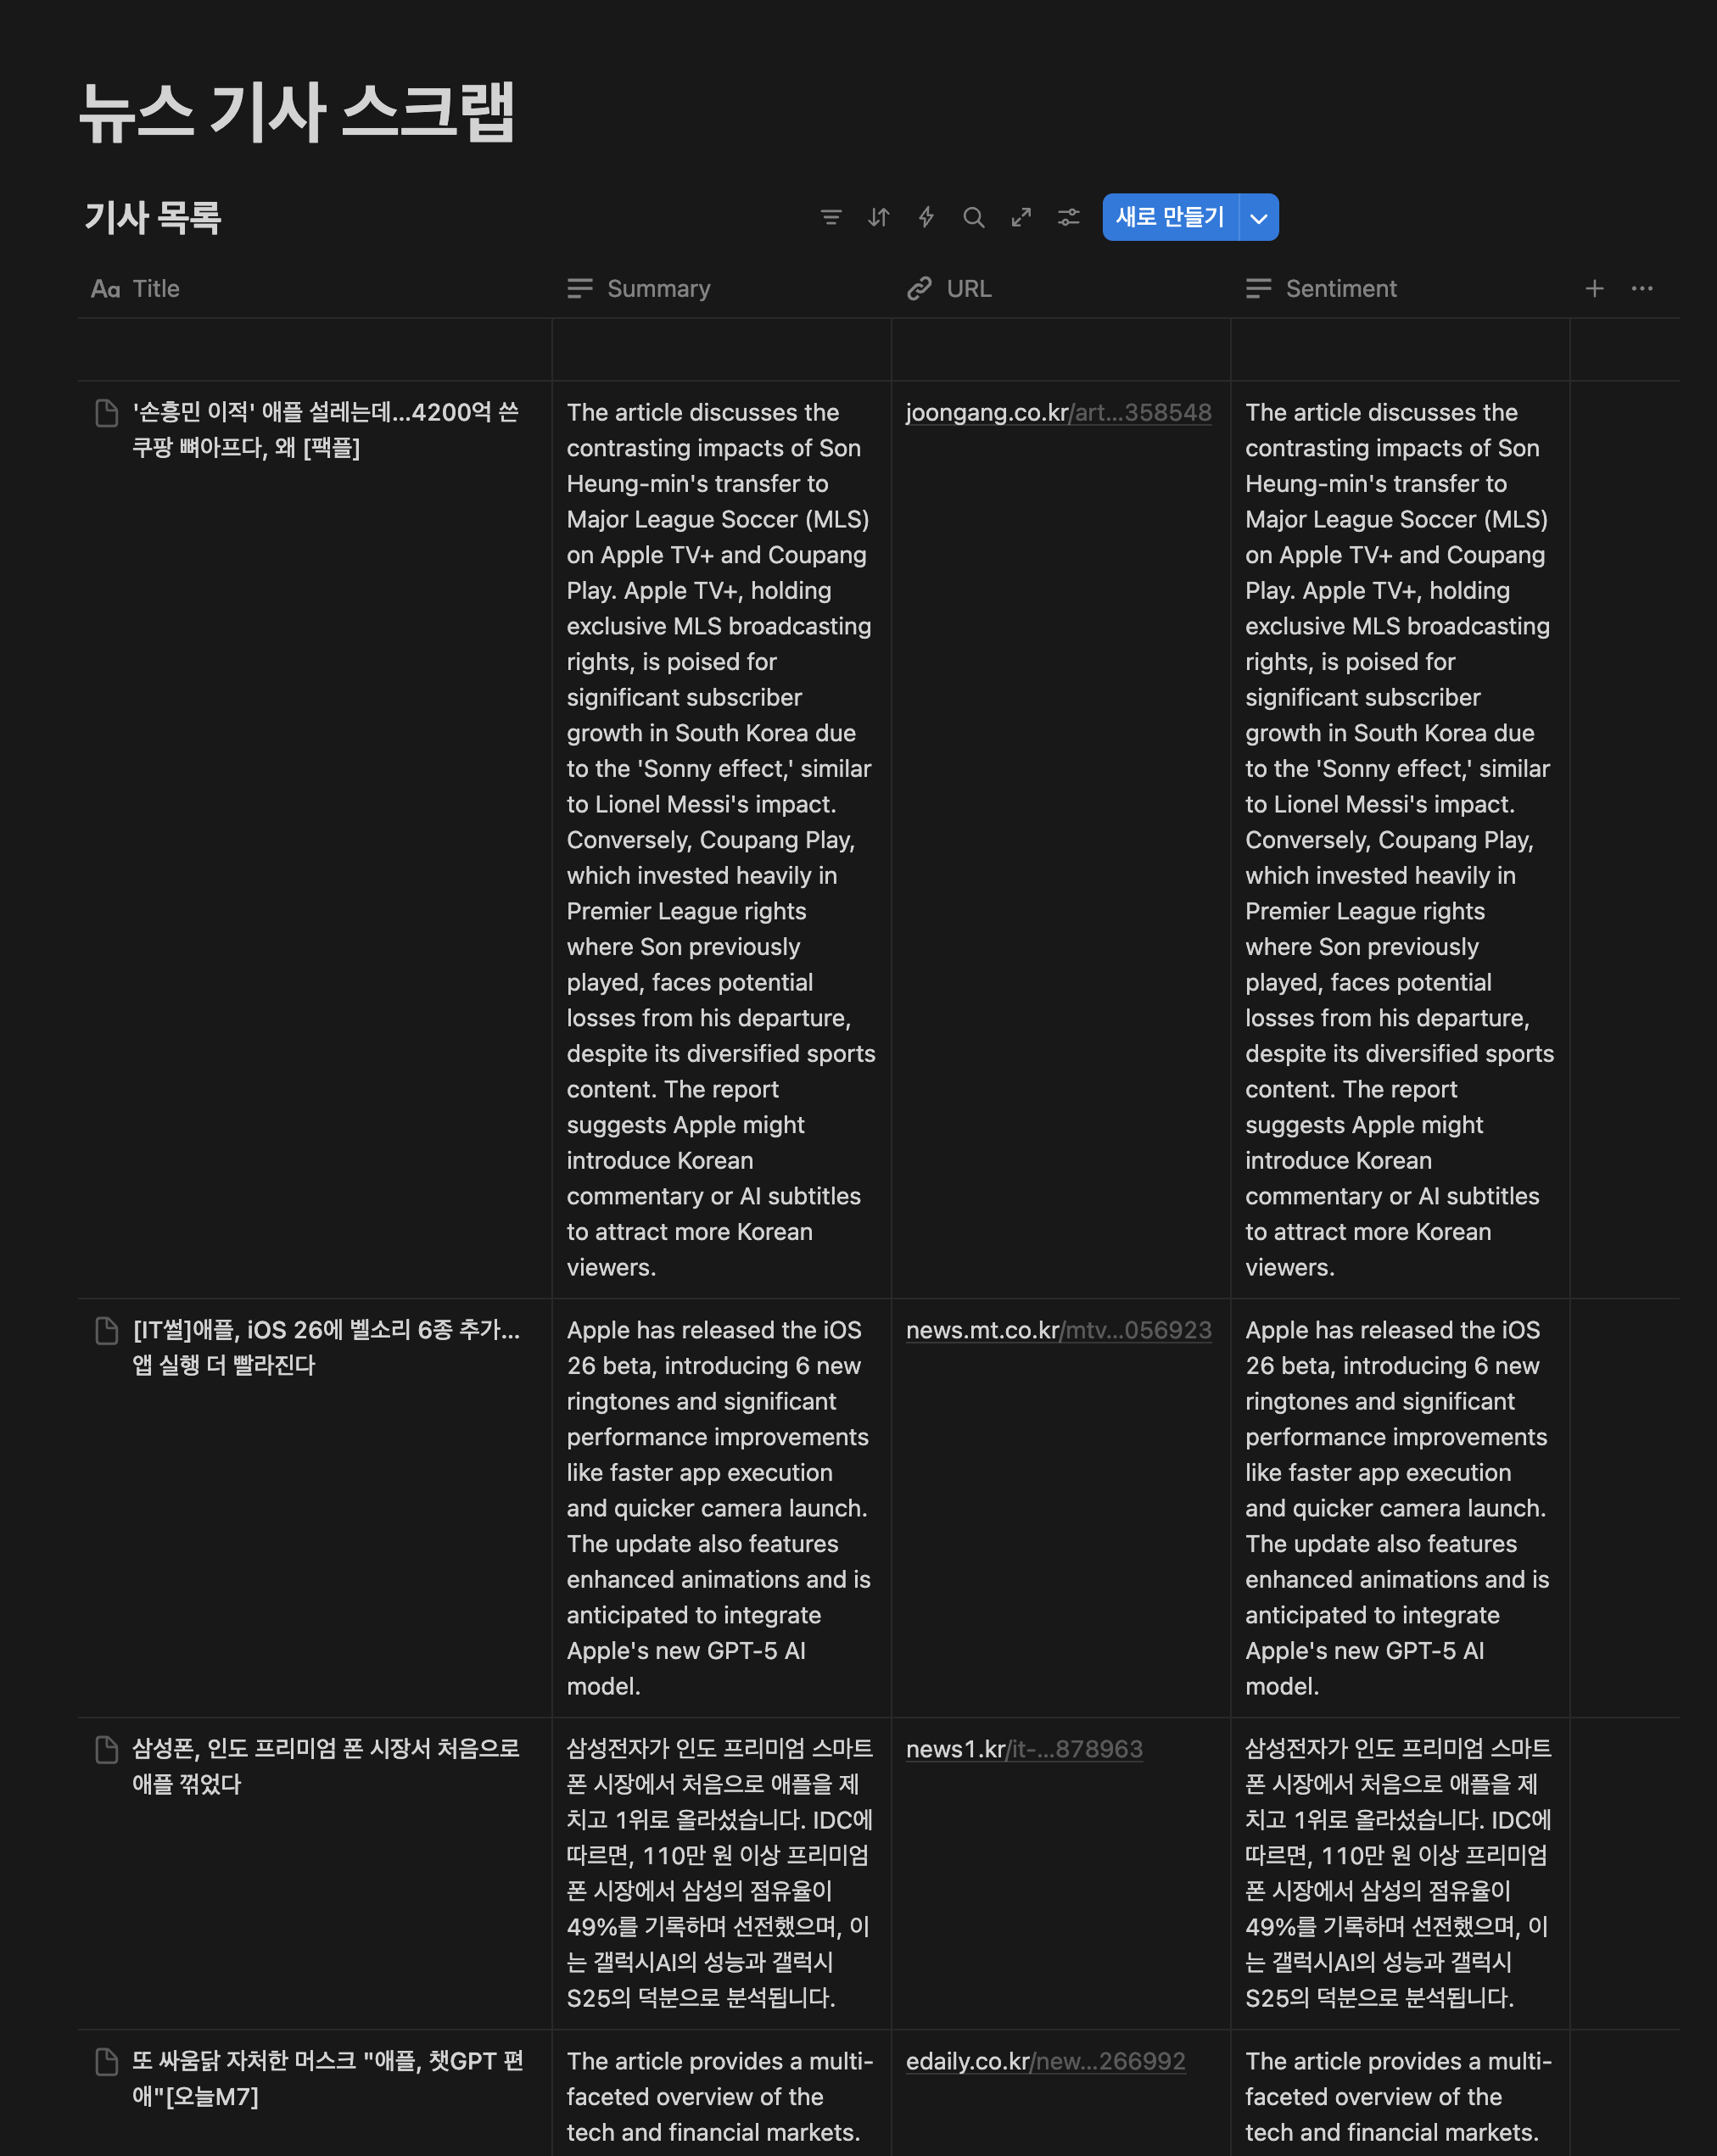 뉴스 기사 스크랩
기사 목록
새로 만들기
Aa Title
Summary
URL
Sentiment
'손흥민 이적' 애플 설레는데…4200억 쓴
쿠팡 뼈아프다, 왜 [팩플]
The article discusses the
contrasting impacts of Son
Heung-min's transfer to
Major League Soccer (MLS)
on Apple TV+ and Coupang
Play. Apple TV+, holding
exclusive MLS broadcasting
rights, is poised for
significant subscriber
growth in South Korea due
to the 'Sonny effect,' similar
to Lionel Messi's impact.
Conversely, Coupang Play,
which invested heavily in
Premier League rights
where Son previously
played, faces potential
losses from his departure,
despite its diversified sports
content. The report
suggests Apple might
introduce Korean
commentary or AI subtitles
to attract more Korean
viewers.
joongang.co.kr/art…358548
The article discusses the
contrasting impacts of Son
Heung-min's transfer to
Major League Soccer (MLS)
on Apple TV+ and Coupang
Play. Apple TV+, holding
exclusive MLS broadcasting
rights, is poised for
significant subscriber
growth in South Korea due
to the 'Sonny effect,' similar
to Lionel Messi's impact.
Conversely, Coupang Play,
which invested heavily in
Premier League rights
where Son previously
played, faces potential
losses from his departure,
despite its diversified sports
content. The report
suggests Apple might
introduce Korean
commentary or AI subtitles
to attract more Korean
viewers.
[IT썰]애플, iOS 26에 벨소리 6종 추가…
앱 실행 더 빨라진다
Apple has released the iOS
26 beta, introducing 6 new
ringtones and significant
performance improvements
like faster app execution
and quicker camera launch.
The update also features
enhanced animations and is
anticipated to integrate
Apple's new GPT-5 AI
model.
news.mt.co.kr/mtv…056923
Apple has released the iOS
26 beta, introducing 6 new
ringtones and significant
performance improvements
like faster app execution
and quicker camera launch.
The update also features
enhanced animations and is
anticipated to integrate
Apple's new GPT-5 AI
model.
삼성폰, 인도 프리미엄 폰 시장서 처음으로
애플 꺾었다
삼성전자가 인도 프리미엄 스마트
폰 시장에서 처음으로 애플을 제
치고 1위로 올라섰습니다. IDC에
따르면, 110만 원 이상 프리미엄
폰 시장에서 삼성의 점유율이
49%를 기록하며 선전했으며, 이
는 갤럭시AI의 성능과 갤럭시
S25의 덕분으로 분석됩니다.
news1.kr/it-…878963
삼성전자가 인도 프리미엄 스마트
폰 시장에서 처음으로 애플을 제
치고 1위로 올라섰습니다. IDC에
따르면, 110만 원 이상 프리미엄
폰 시장에서 삼성의 점유율이
49%를 기록하며 선전했으며, 이
는 갤럭시AI의 성능과 갤럭시
S25의 덕분으로 분석됩니다.
또 싸움닭 자처한 머스크 "애플, 챗GPT 편
애"[오늘M7]
The article provides a multi-
faceted overview of the
tech and financial markets.
edaily.co.kr/new…266992
The article provides a multi-
faceted overview of the
tech and financial markets.